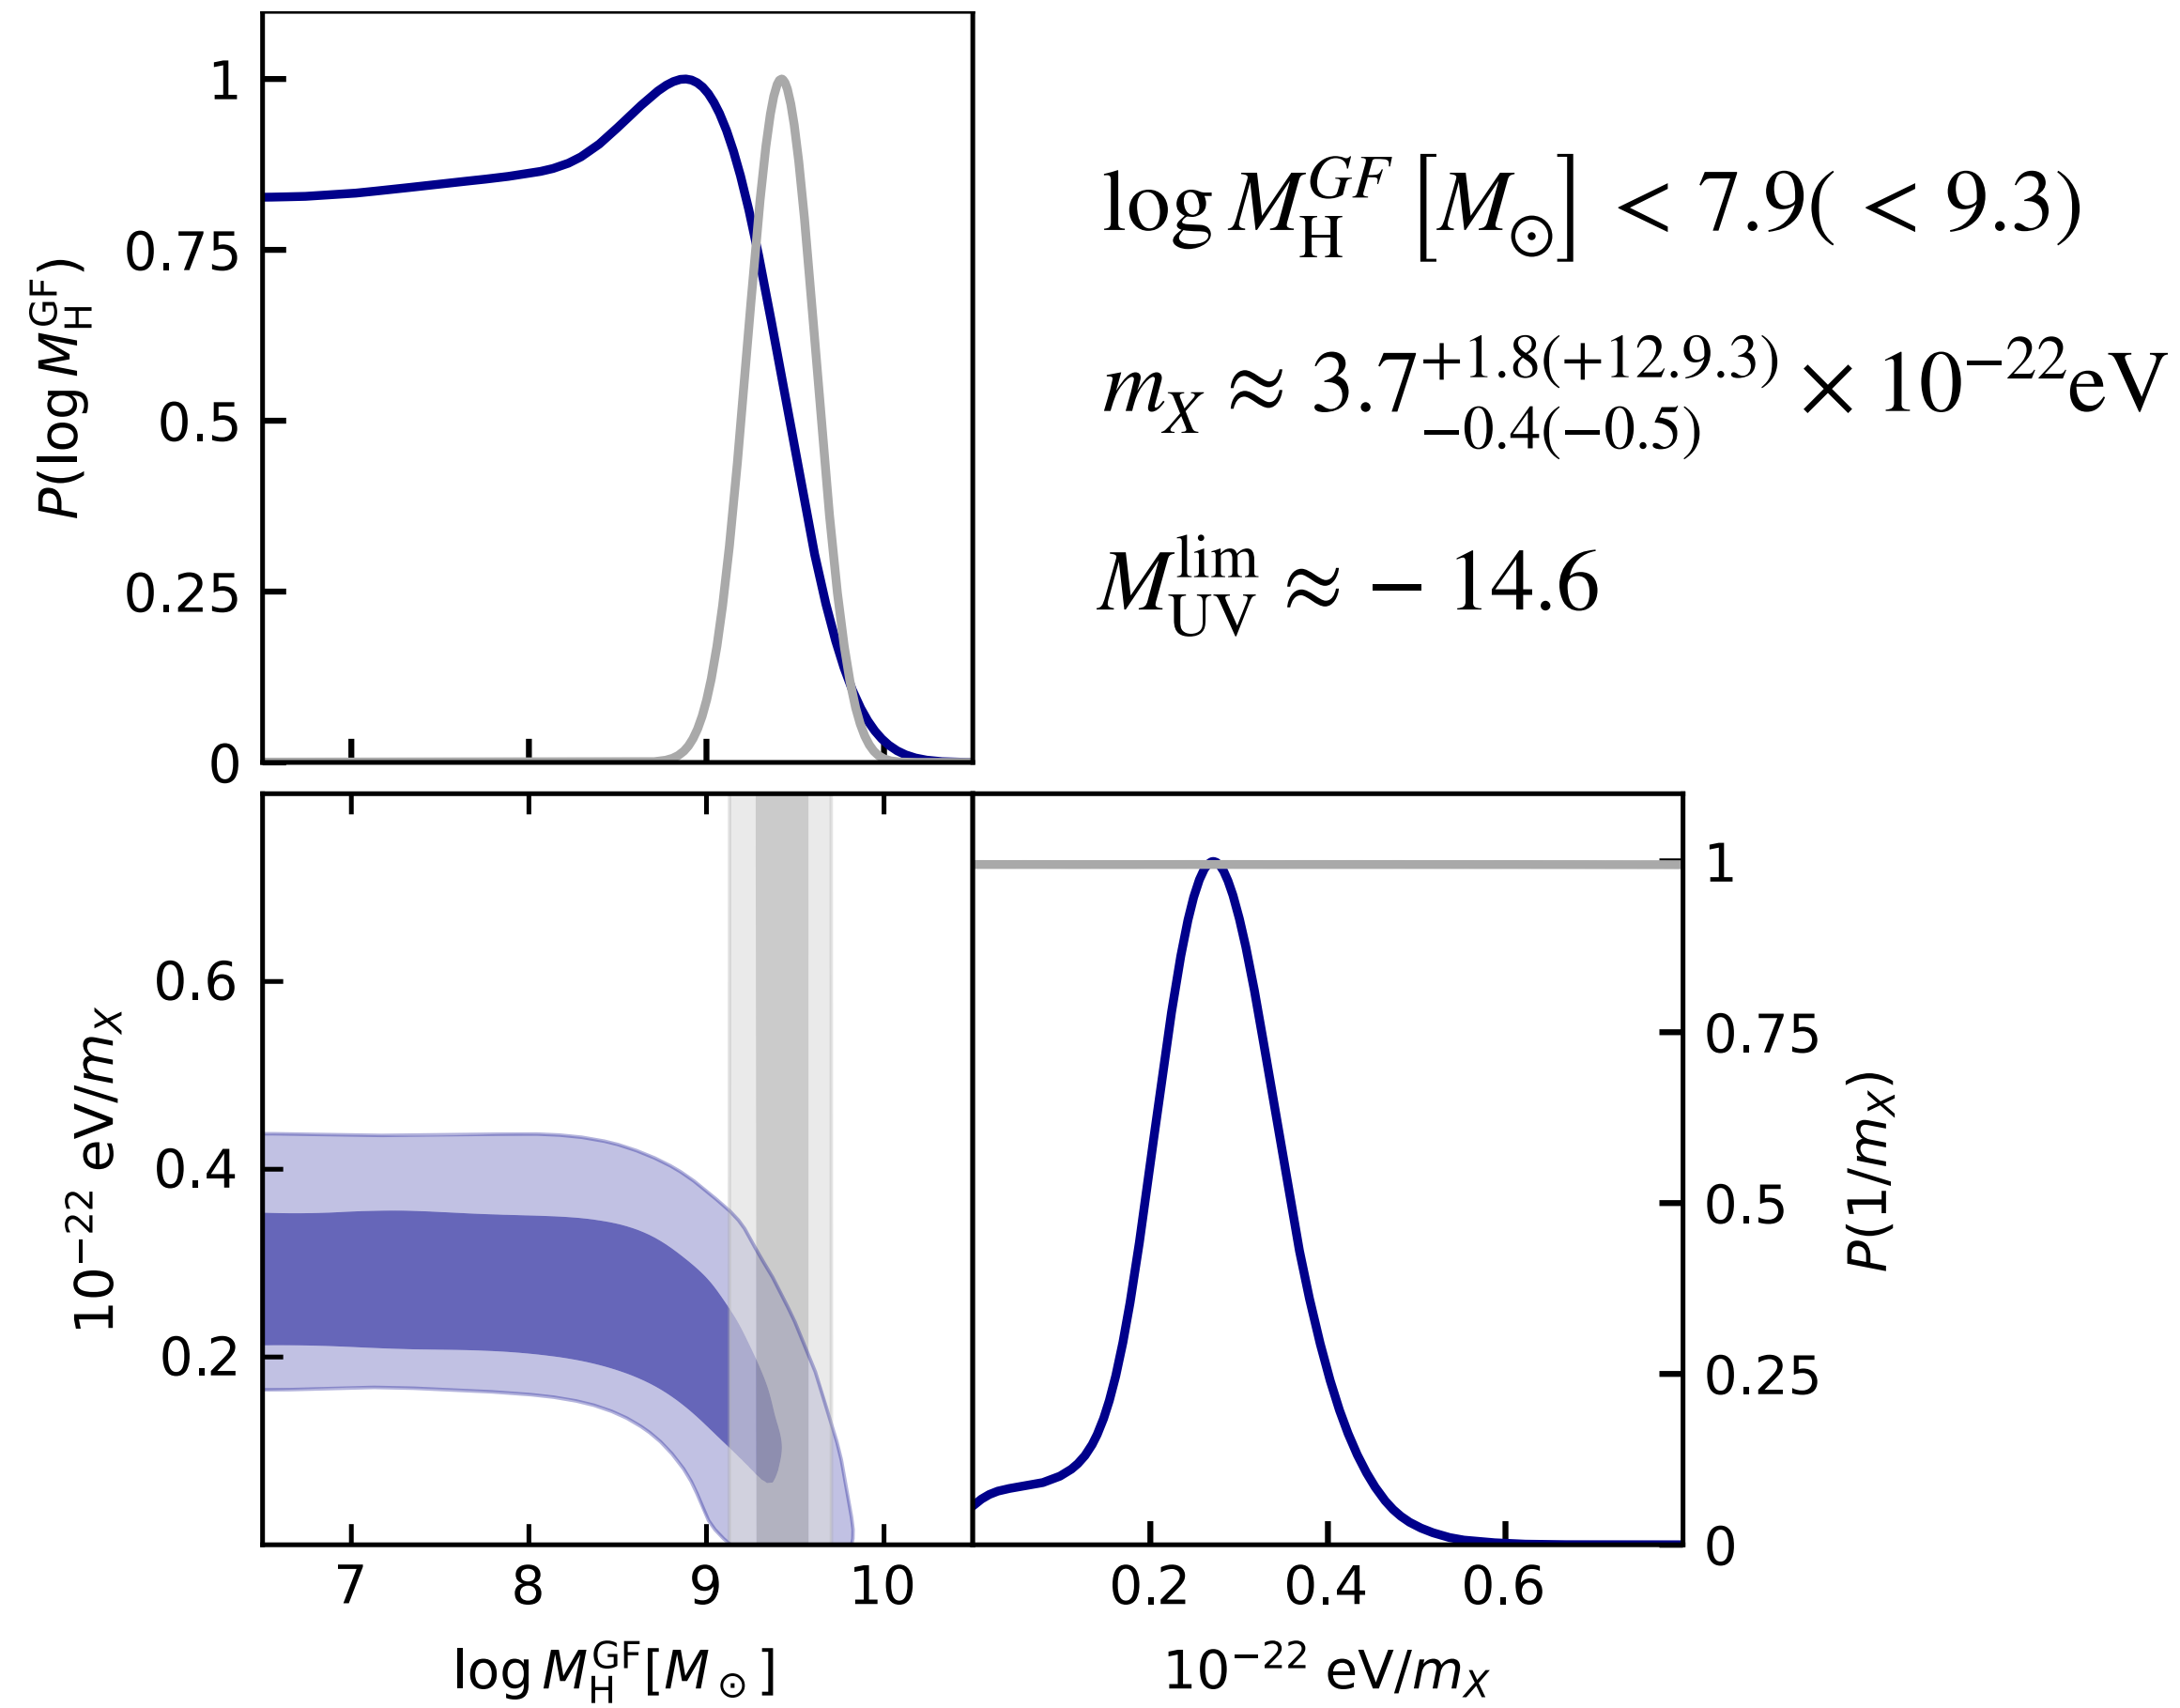 1
0.75
0.5
0.25
0
P(log M_H^GF)
log M_H^GF [M_⊙] < 7.9( < 9.3)
m_X ≈ 3.7^{+1.8(+12.9.3)}_{−0.4(−0.5)} × 10^{−22}eV
M_UV^lim ≈ − 14.6
0.6
0.4
0.2
10^{−22} eV/m_X
7 8 9 10
log M_H^GF[M_⊙]
1
0.75
0.5
0.25
0
P(1/m_X)
0.2 0.4 0.6
10^{−22} eV/m_X